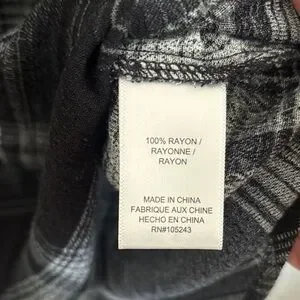 100% RAYON /
RAYONNE /
RAYON
MADE IN CHINA
FABRIQUE AUX CHINE
HECHO EN CHINA
RN#105243